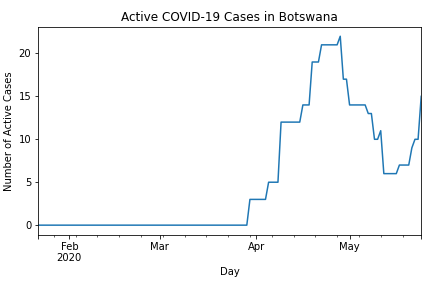 Active COVID-19 Cases in Botswana
Number of Active Cases
20
15
10
5
0
Feb
2020
Mar
Apr
May
Day